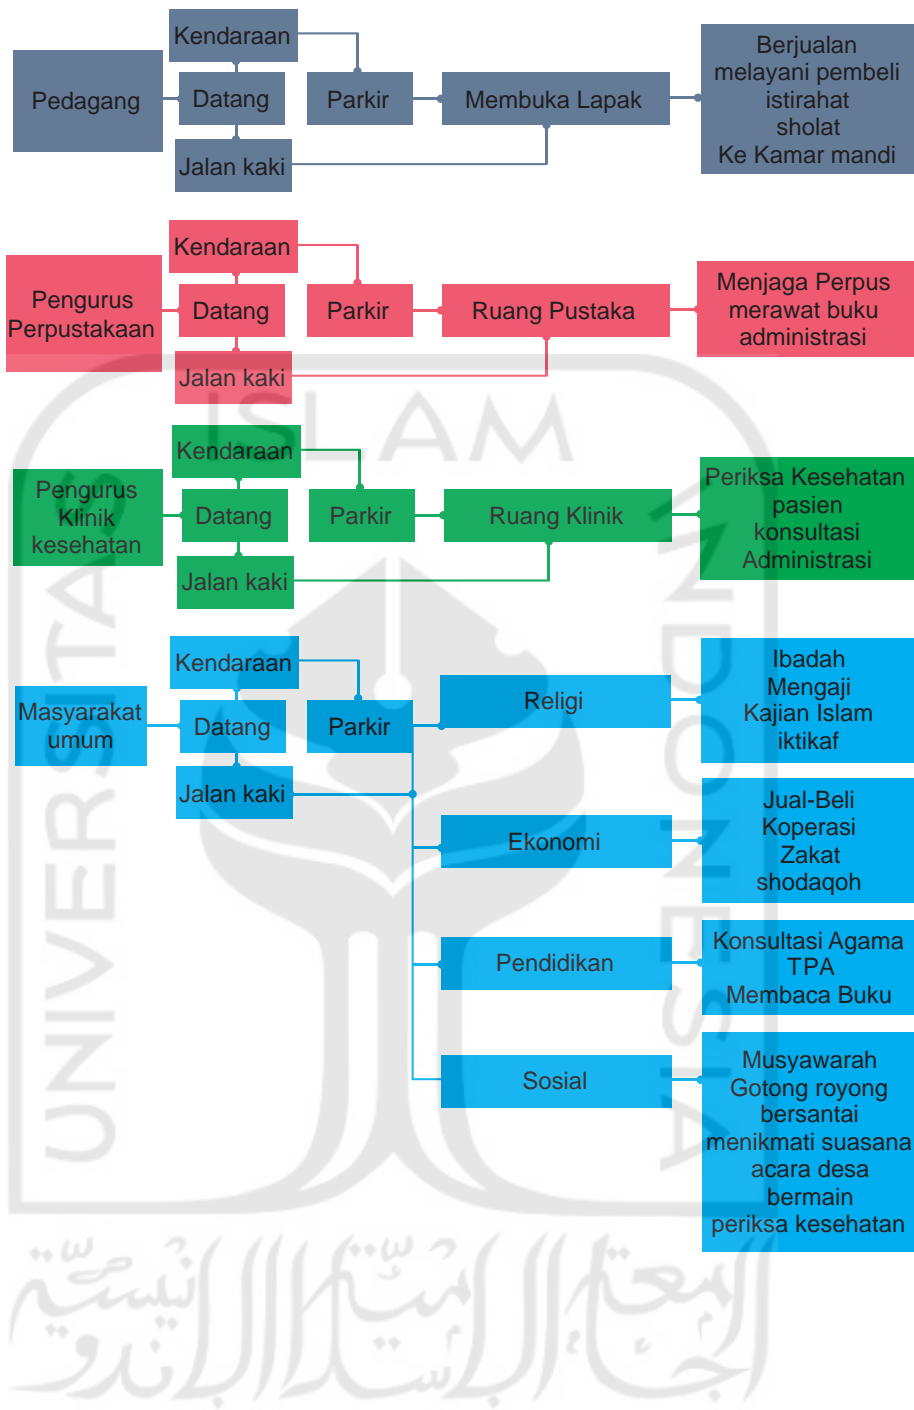 Kendaraan
Pedagang
Datang
Parkir
Membuka Lapak
Jalan kaki
Berjualan
melayani pembeli
istirahat
sholat
Ke Kamar mandi
Kendaraan
Pengurus
Perpustakaan
Datang
Parkir
Ruang Pustaka
Jalan kaki
Menjaga Perpus
merawat buku
administrasi
Kendaraan
Pengurus
Klinik
kesehatan
Datang
Parkir
Ruang Klinik
Jalan kaki
Periksa Kesehatan
pasien
konsultasi
Administrasi
Kendaraan
Masyarakat
umum
Datang
Parkir
Jalan kaki
Religi
Ibadah
Mengaji
Kajian Islam
iktikaf
Ekonomi
Jual-Beli
Koperasi
Zakat
shodaqoh
Pendidikan
Konsultasi Agama
TPA
Membaca Buku
Sosial
Musyawarah
Gotong royong
bersantai
menikmati suasana
acara desa
bermain
periksa kesehatan
UNIVERSITAS
ISLAM
INDONESIA